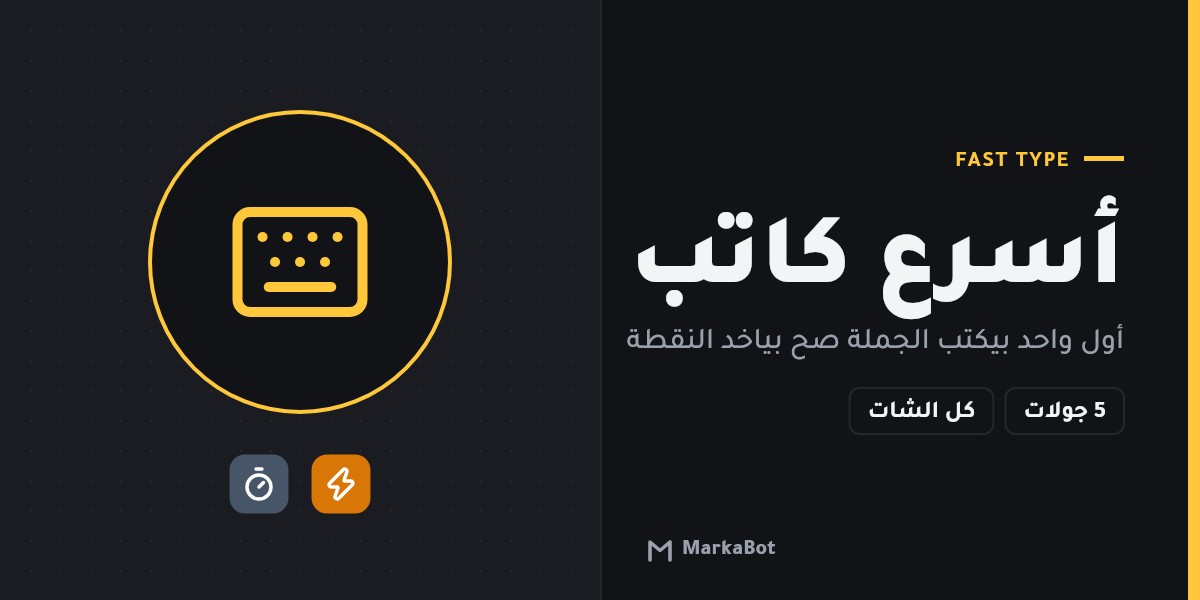 FAST TYPE
أسرع كاتب
أول واحد بيكتب الجملة صح بياخد النقطة
5 جولات
كل الشات
MarkaBot